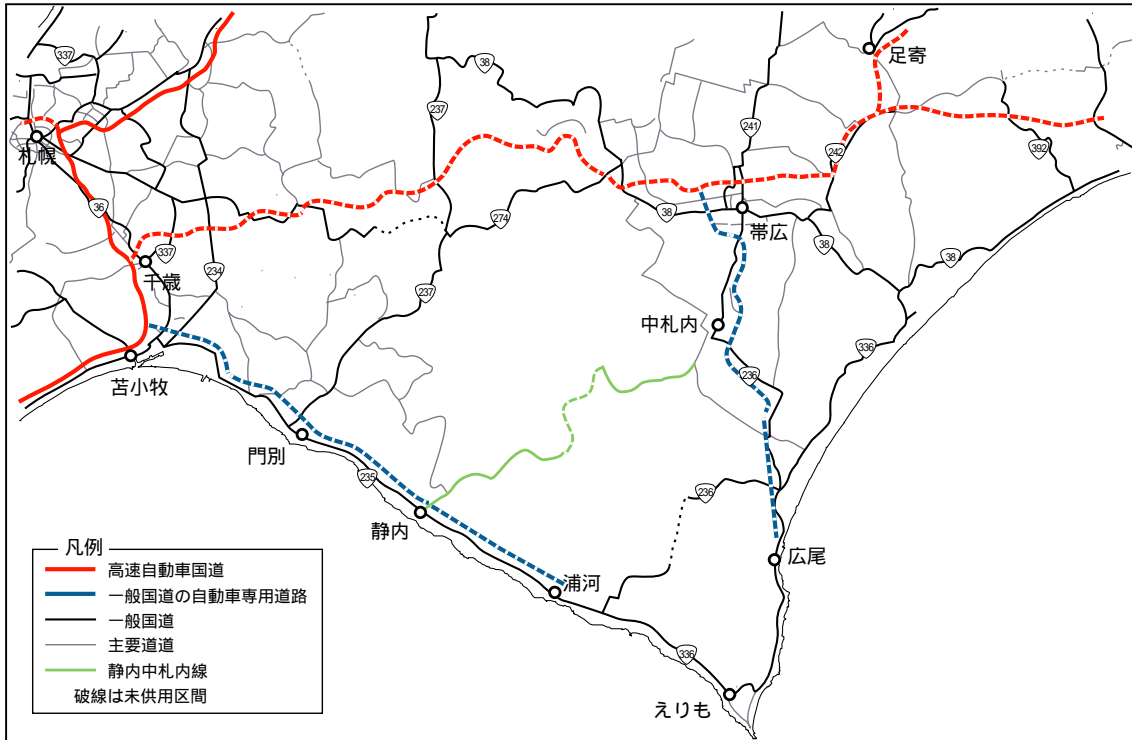 337
38
足寄
237
241
札幌
242
392
36
38
274
帯広
337
38
38
千歳
234
237
中札内
336
苫小牧
236
門別
235
236
静内
凡例
広尾
高速自動車国道
浦河
一般国道の自動車専用道路
一般国道
主要道道
336
静内中札内線
破線は未供用区間
えりも